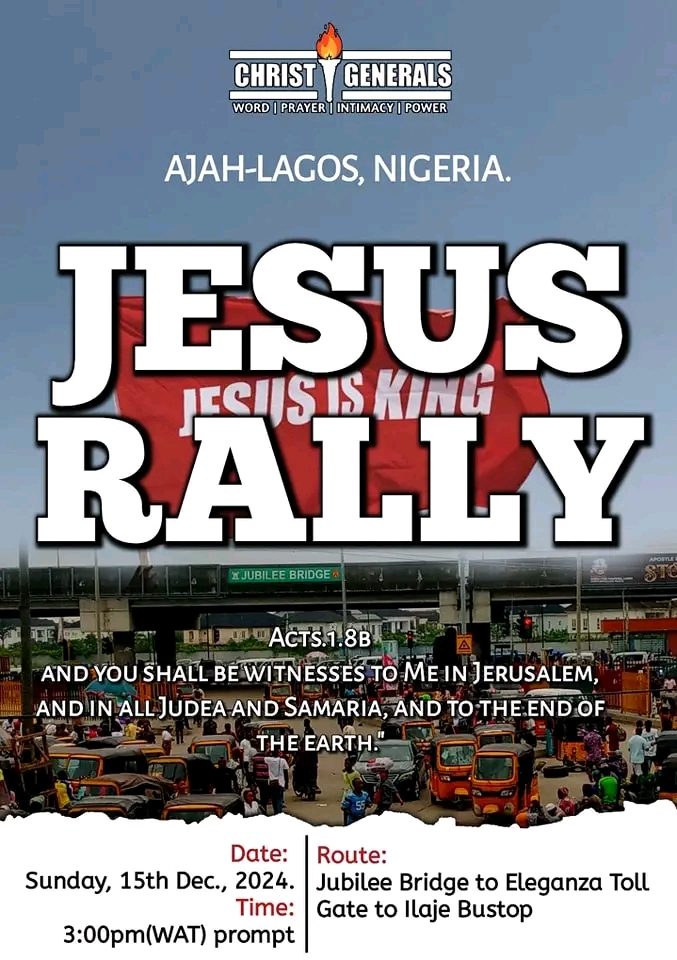 CHRIST GENERALS
WORD | PRAYER | INTIMACY | POWER
AJAH-LAGOS, NIGERIA.
JESUS
JESUS IS KING
RALLY
JUBILEE BRIDGE
APOSTLE
ACTS.1.8B
AND YOU SHALL BE WITNESSES TO ME IN JERUSALEM,
AND IN ALL JUDEA AND SAMARIA, AND TO THE END OF
THE EARTH."
Date:
Sunday, 15th Dec., 2024.
Time:
3:00pm(WAT) prompt
Route:
Jubilee Bridge to Eleganza Toll
Gate to Ilaje Bustop